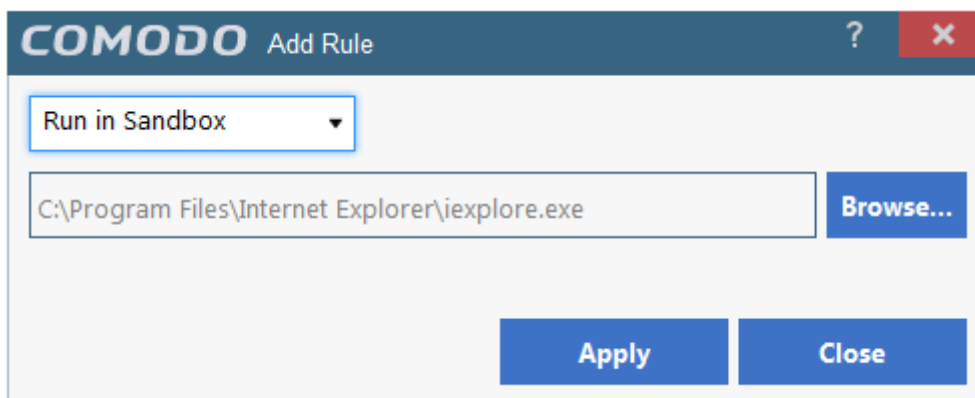 COMODO Add Rule ?
Run in Sandbox
C:\Program Files\Internet Explorer\iexplore.exe Browse...
Apply Close